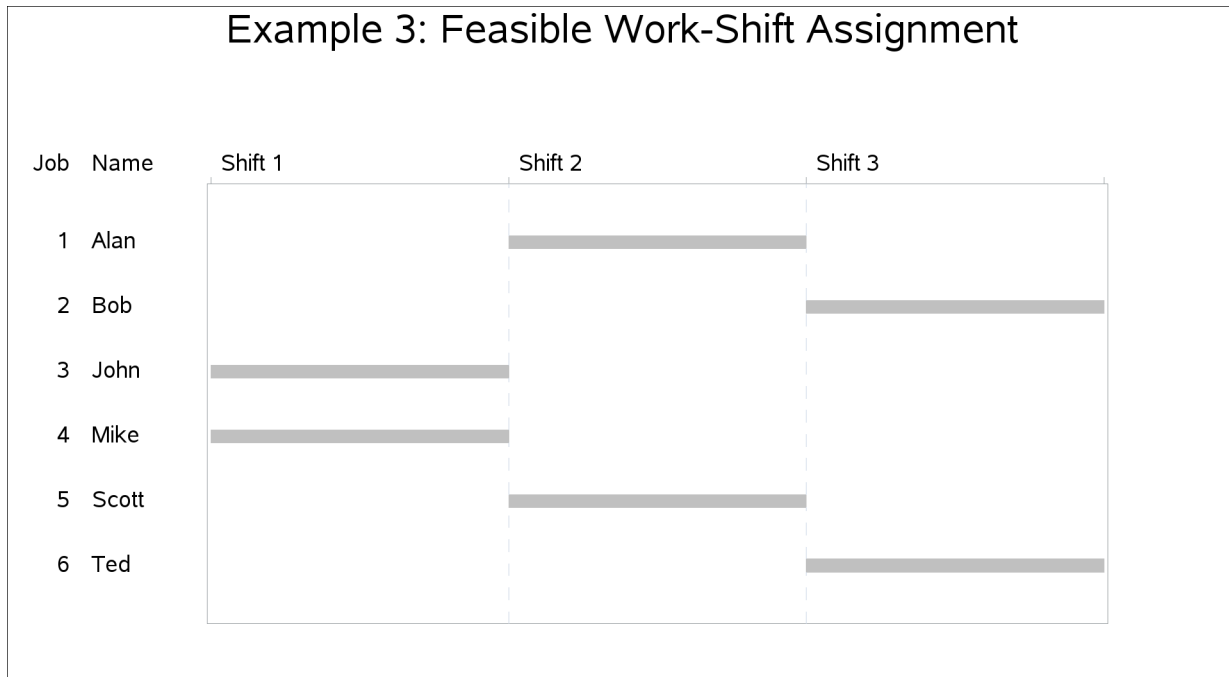 Example 3: Feasible Work-Shift Assignment
Job Name Shift 1 Shift 2 Shift 3
1 Alan
2 Bob
3 John
4 Mike
5 Scott
6 Ted